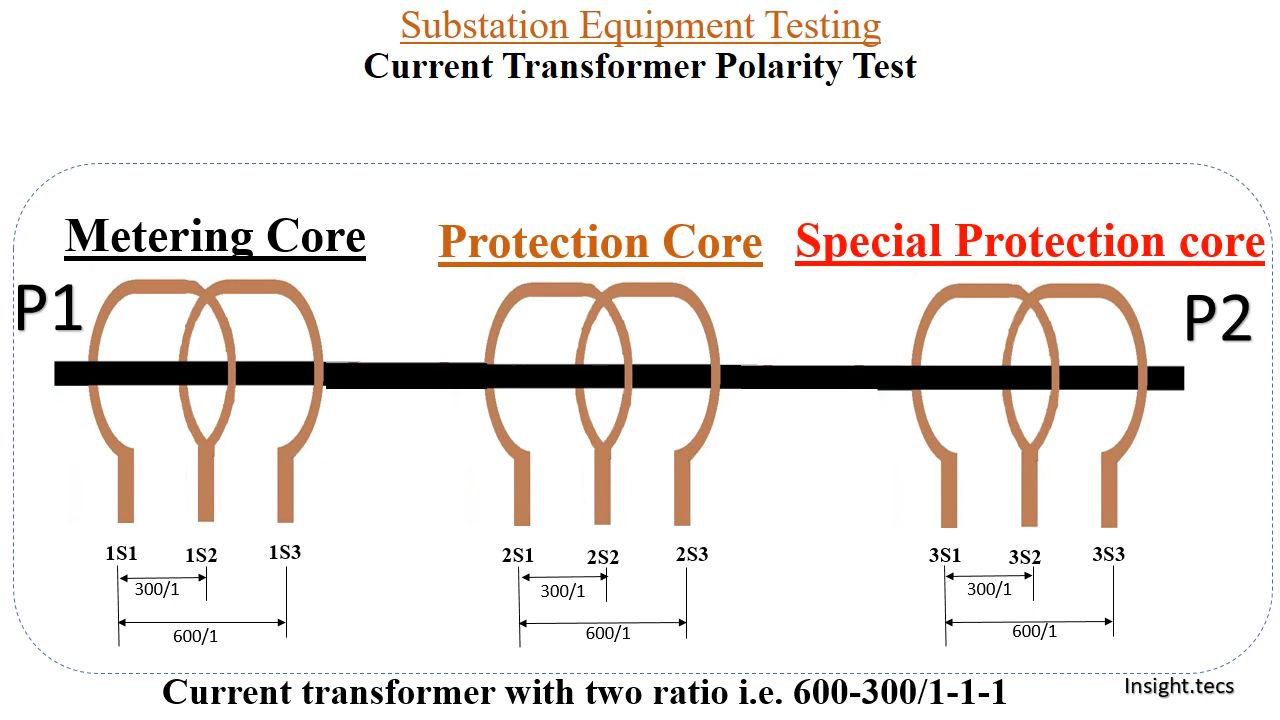 Substation Equipment Testing
Current Transformer Polarity Test
Metering Core
Protection Core
Special Protection core
P1
P2
1S1 1S2 1S3
300/1
600/1
2S1 2S2 2S3
300/1
600/1
3S1 3S2 3S3
300/1
600/1
Current transformer with two ratio i.e. 600-300/1-1-1
Insight.tecs